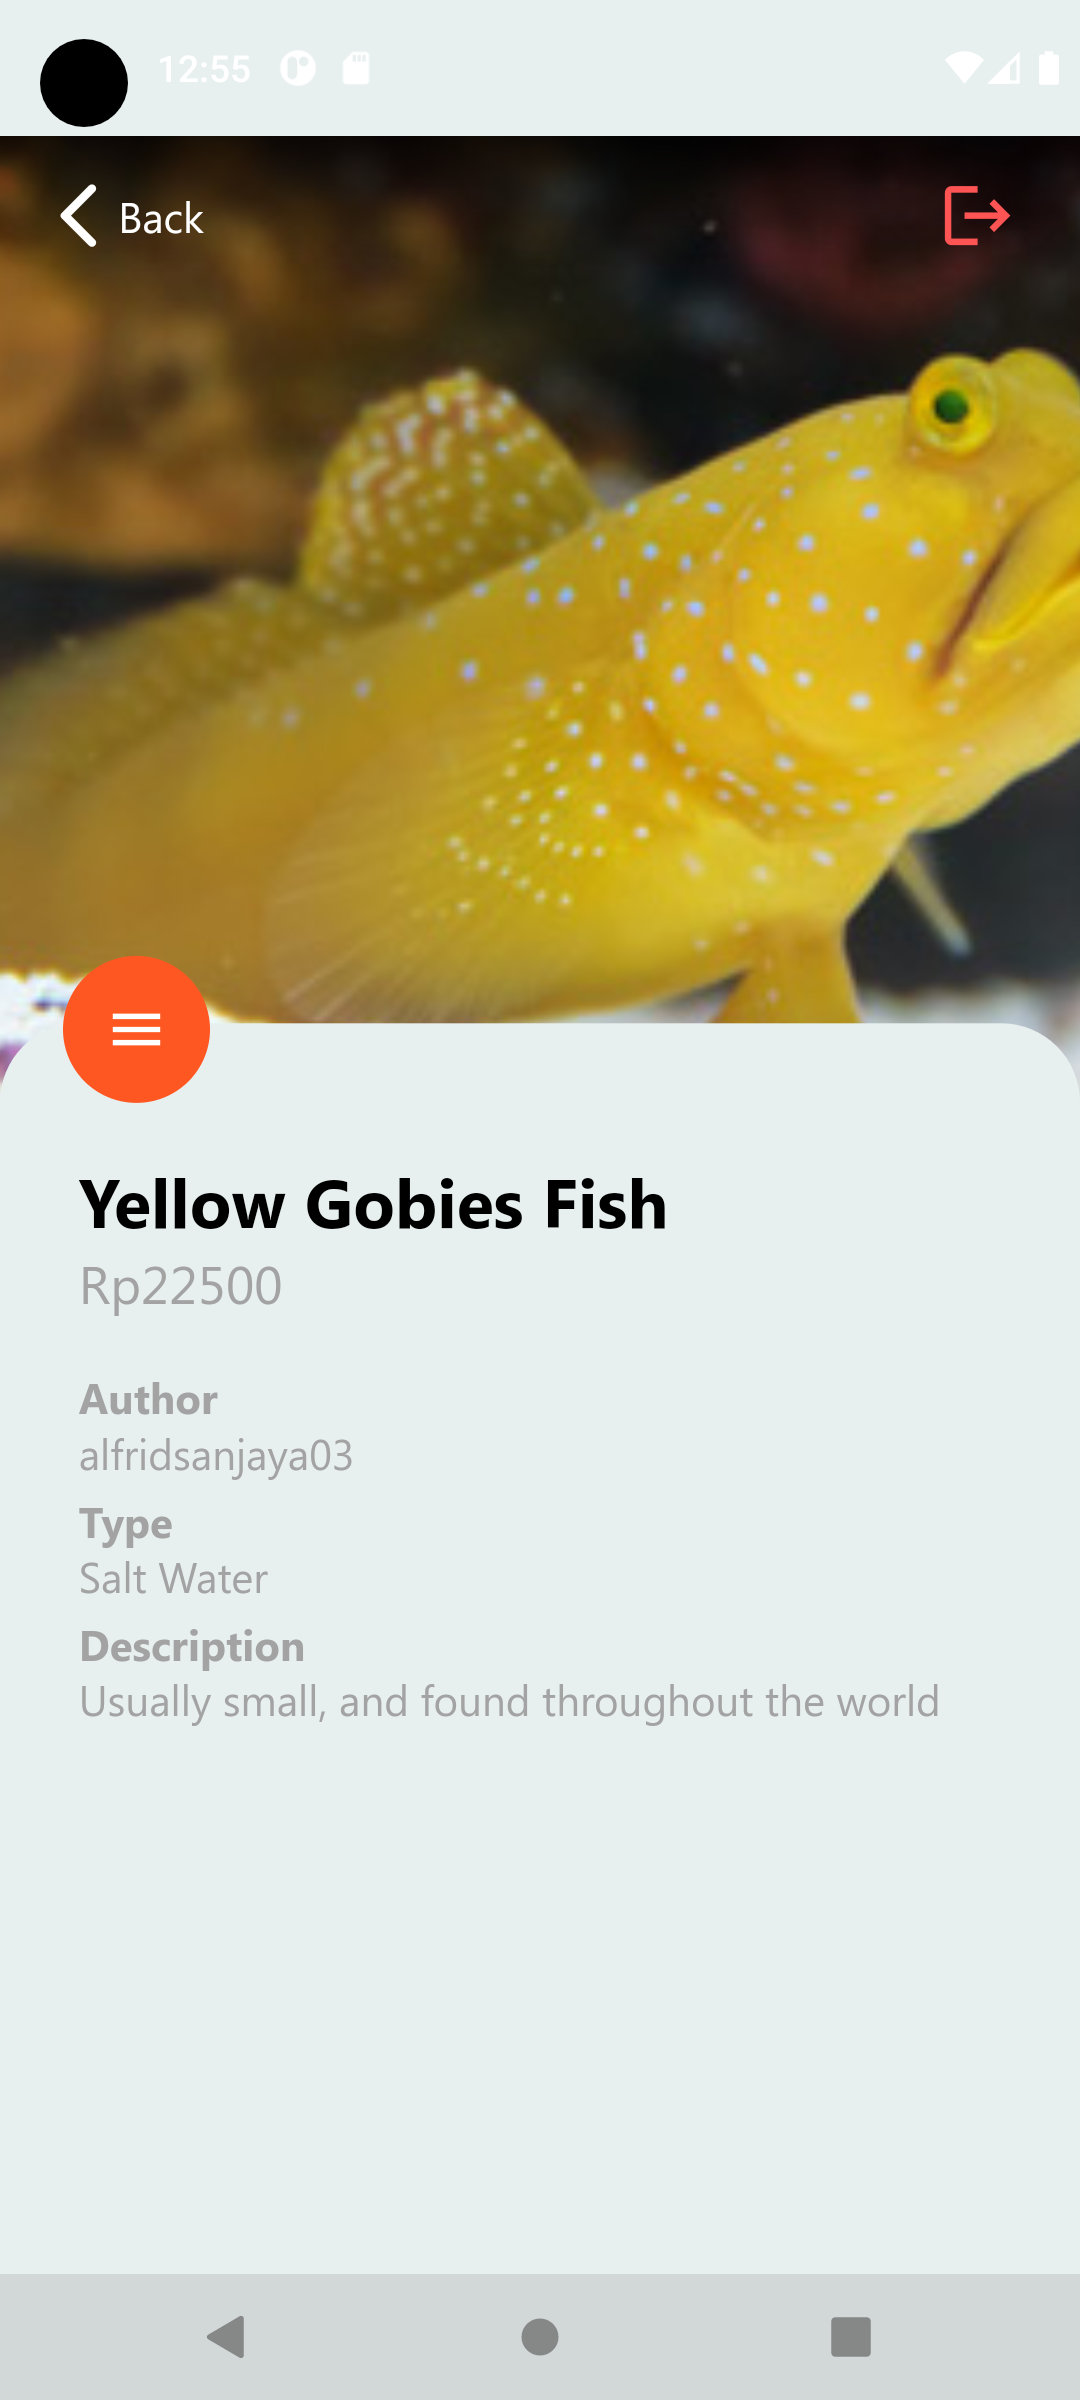 12:55
Back
Yellow Gobies Fish
Rp22500
Author
alfridsanjaya03
Type
Salt Water
Description
Usually small, and found throughout the world